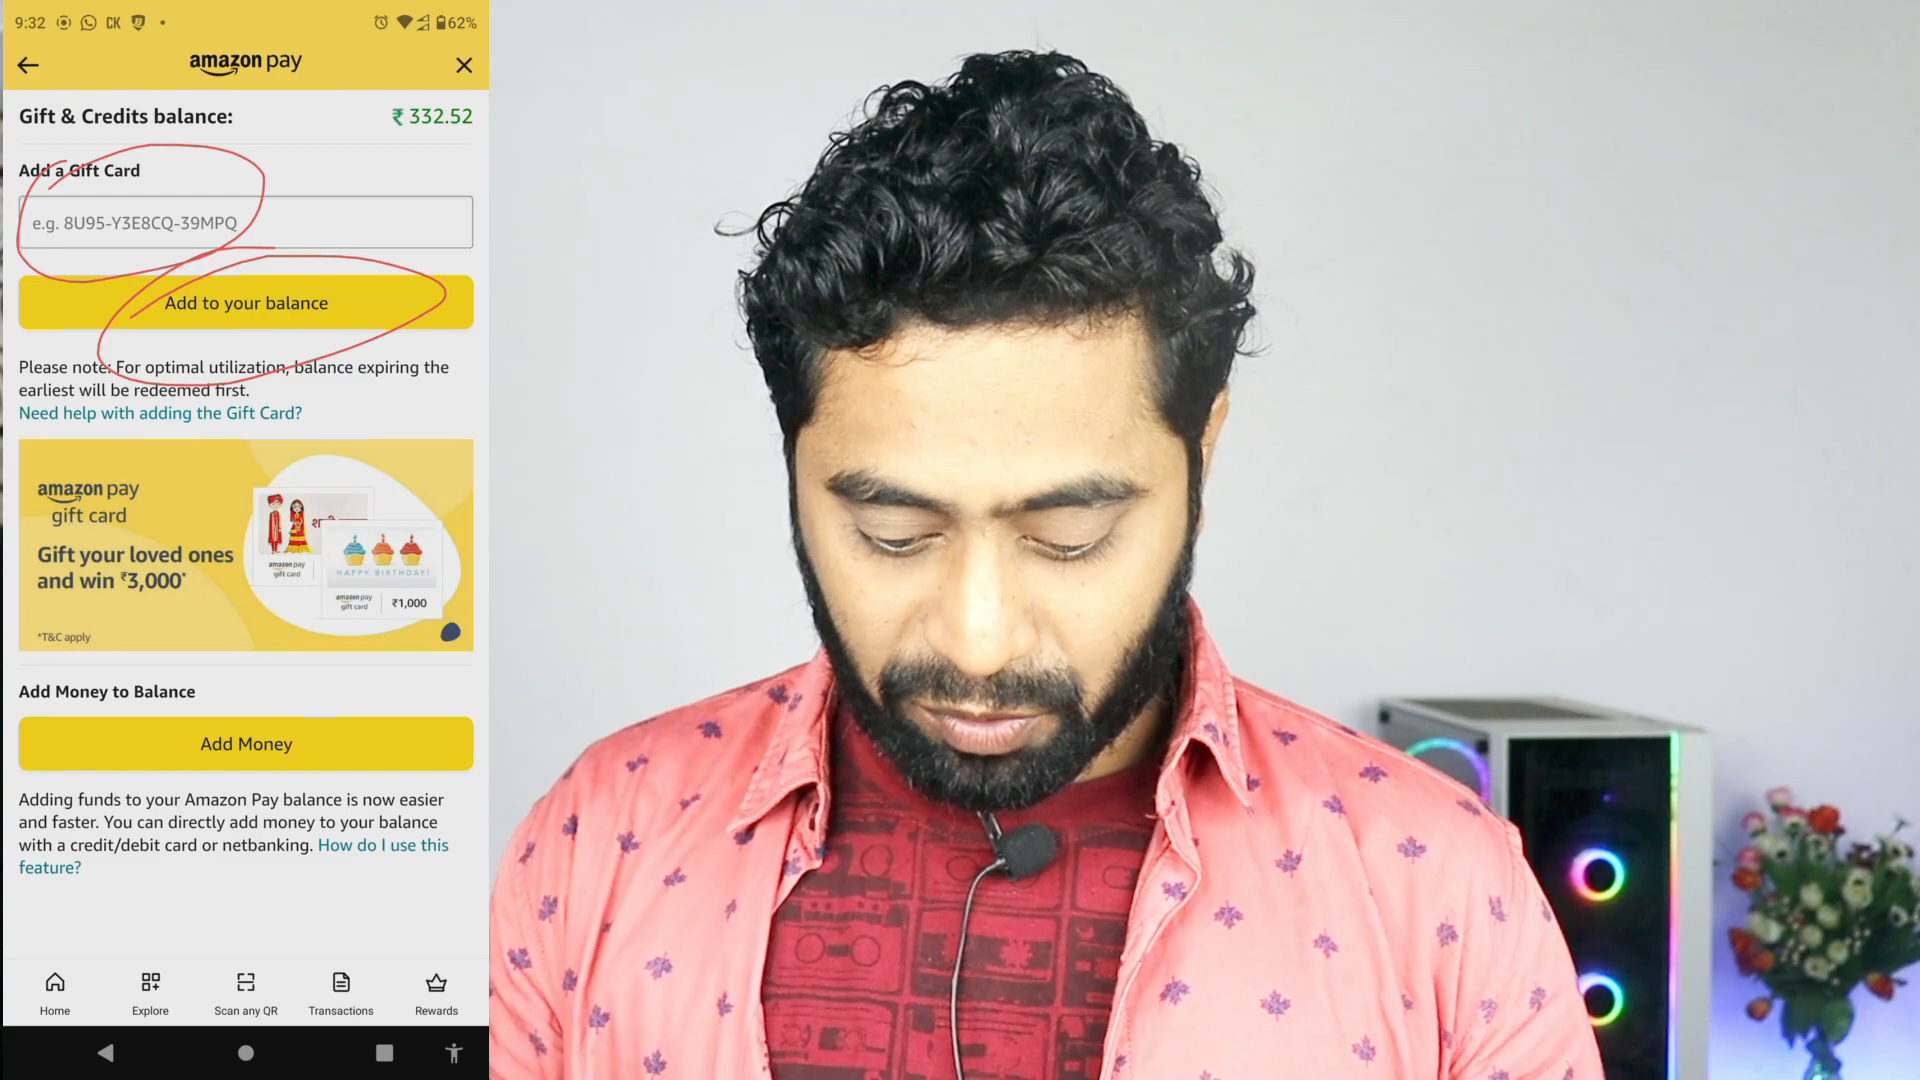 9:32 CK 62%
amazon pay
Gift & Credits balance: ₹ 332.52
Add a Gift Card
e.g. 8U95-Y3E8CQ-39MPQ
Add to your balance
Please note: For optimal utilization, balance expiring the
earliest will be redeemed first.
Need help with adding the Gift Card?
amazon pay
gift card
Gift your loved ones
and win ₹3,000*
*T&C apply
amazon pay
gift card
HAPPY BIRTHDAY!
amazon pay
gift card
₹1,000
Add Money to Balance
Add Money
Adding funds to your Amazon Pay balance is now easier
and faster. You can directly add money to your balance
with a credit/debit card or netbanking. How do I use this
feature?
Home Explore Scan any QR Transactions Rewards